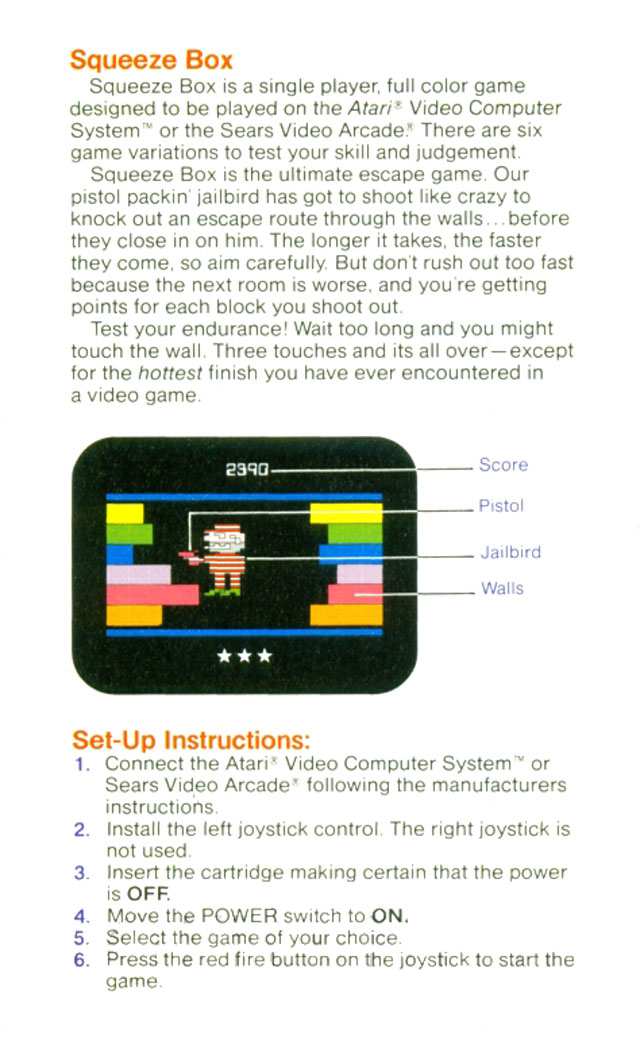 Squeeze Box
Squeeze Box is a single player, full color game
designed to be played on the Atari® Video Computer
System™ or the Sears Video Arcade.® There are six
game variations to test your skill and judgement.
Squeeze Box is the ultimate escape game. Our
pistol packin' jailbird has got to shoot like crazy to
knock out an escape route through the walls...before
they close in on him. The longer it takes, the faster
they come, so aim carefully. But don't rush out too fast
because the next room is worse, and you're getting
points for each block you shoot out.
Test your endurance! Wait too long and you might
touch the wall. Three touches and its all over—except
for the hottest finish you have ever encountered in
a video game.
2390
Score
Pistol
Jailbird
Walls
Set-Up Instructions:
1. Connect the Atari® Video Computer System™ or
Sears Video Arcade® following the manufacturers
instructions.
2. Install the left joystick control. The right joystick is
not used.
3. Insert the cartridge making certain that the power
is OFF.
4. Move the POWER switch to ON.
5. Select the game of your choice.
6. Press the red fire button on the joystick to start the
game.